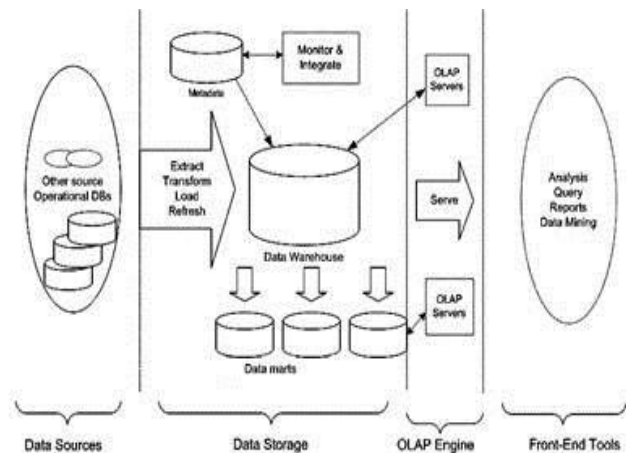 Monitor &
Integrate
Metadata
OLAP
Servers
Other source
Operational DBs
Extract
Transform
Load
Refresh
Data Warehouse
Serve
Analysis
Query
Reports
Data Mining
OLAP
Servers
Data marts
Data Sources
Data Storage
OLAP Engine
Front-End Tools